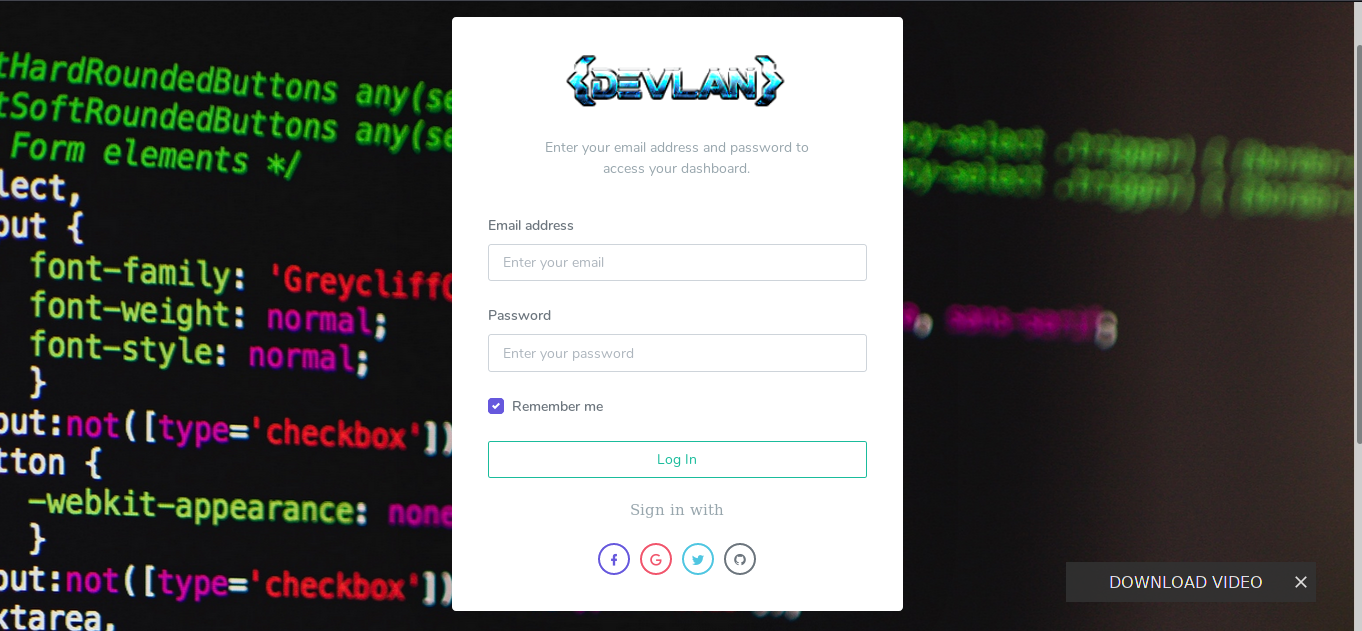 tHardRoundedButtons any(se
tSoftRoundedButtons any(se
Form elements */
lect,
out {
font-family: 'GreycliffC
font-weight: normal;
font-style: normal;
}
out:not([type='checkbox'])
tton {
-webkit-appearance: none
}
out:not([type='checkbox'])
xtarea,
{DEVLAN}
Enter your email address and password to
access your dashboard.
Email address
Enter your email
Password
Enter your password
Remember me
Log In
Sign in with
f
G
DOWNLOAD VIDEO